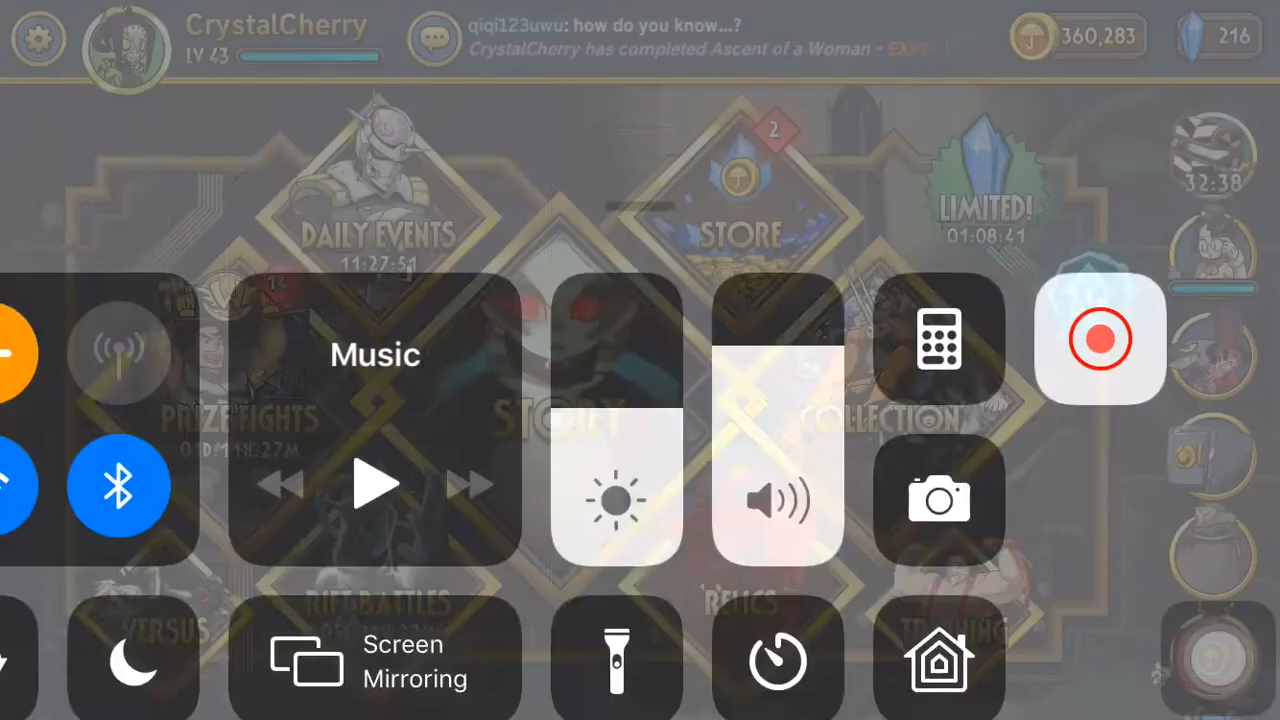 CrystalCherry
LV 43
qiqi123uwu: how do you know...?
CrystalCherry has completed Ascent of a Woman - EXPE
360,283
216
DAILY EVENTS
11:27:51
2
STORE
LIMITED!
01:08:41
32:38
Music
PRIZE FIGHTS
STORY
COLLECTION
RIFT BATTLES
RELICS
VERSUS
TRAINING
Screen
Mirroring